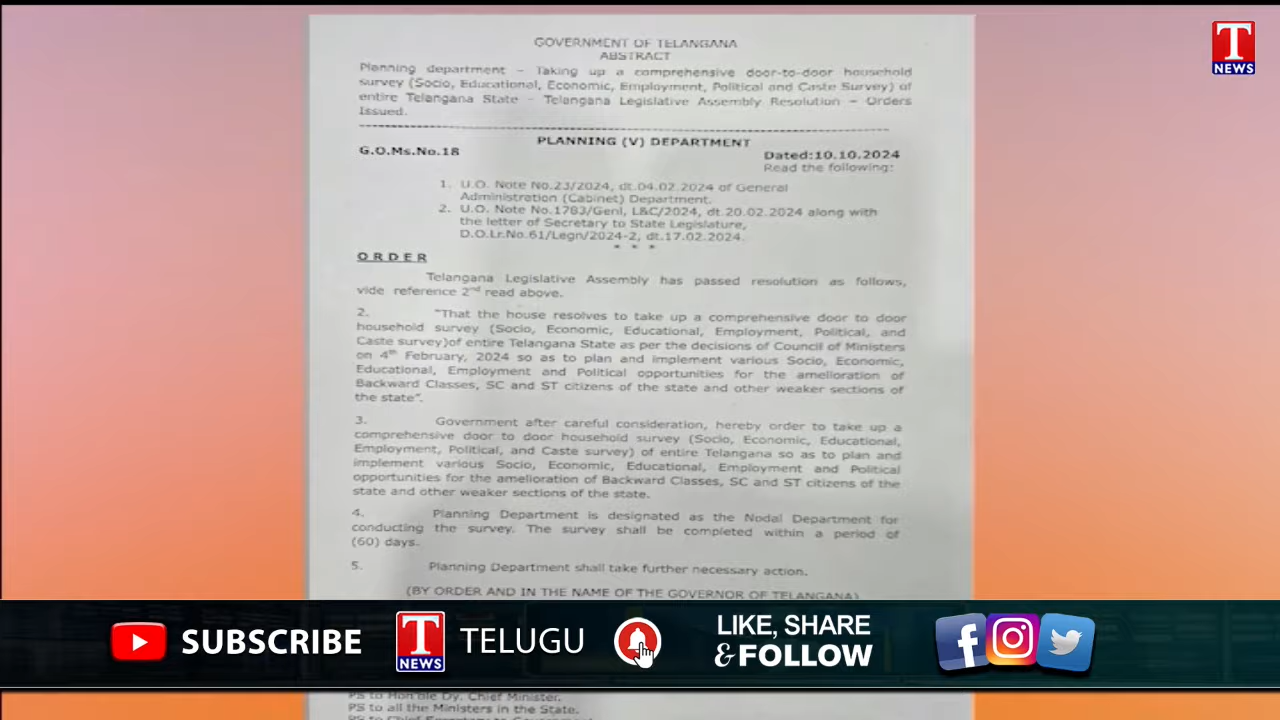 T
NEWS
GOVERNMENT OF TELANGANA
ABSTRACT
Planning department – Taking up a comprehensive door-to-door household
survey (Socio, Educational, Economic, Employment, Political and Caste Survey) of
entire Telangana State – Telangana Legislative Assembly Resolution – Orders
Issued.
PLANNING (V) DEPARTMENT
G.O.Ms.No.18
Dated:10.10.2024
Read the following:
1. U.O. Note No.23/2024, dt.04.02.2024 of General
Administration (Cabinet) Department.
2. U.O. Note No.1783/Genl, L&C/2024, dt.20.02.2024 along with
the letter of Secretary to State Legislature,
D.O.Lr.No.61/Legn/2024-2, dt.17.02.2024.
* * *
O R D E R
Telangana Legislative Assembly has passed resolution as follows,
vide reference 2nd read above.
2. "That the house resolves to take up a comprehensive door to door
household survey (Socio, Economic, Educational, Employment, Political, and
Caste survey)of entire Telangana State as per the decisions of Council of Ministers
on 4th February, 2024 so as to plan and implement various Socio, Economic,
Educational, Employment and Political opportunities for the amelioration of
Backward Classes, SC and ST citizens of the state and other weaker sections of
the state".
3. Government after careful consideration, hereby order to take up a
comprehensive door to door household survey (Socio, Economic, Educational,
Employment, Political, and Caste survey) of entire Telangana so as to plan and
implement various Socio, Economic, Educational, Employment and Political
opportunities for the amelioration of Backward Classes, SC and ST citizens of the
state and other weaker sections of the state.
4. Planning Department is designated as the Nodal Department for
conducting the survey. The survey shall be completed within a period of
(60) days.
5. Planning Department shall take further necessary action.
(BY ORDER AND IN THE NAME OF THE GOVERNOR OF TELANGANA)
SUBSCRIBE
T
NEWS
TELUGU
LIKE, SHARE
& FOLLOW
PS to Hon'ble Dy. Chief Minister.
PS to all the Ministers in the State.
PS to Chief Secretary to Government